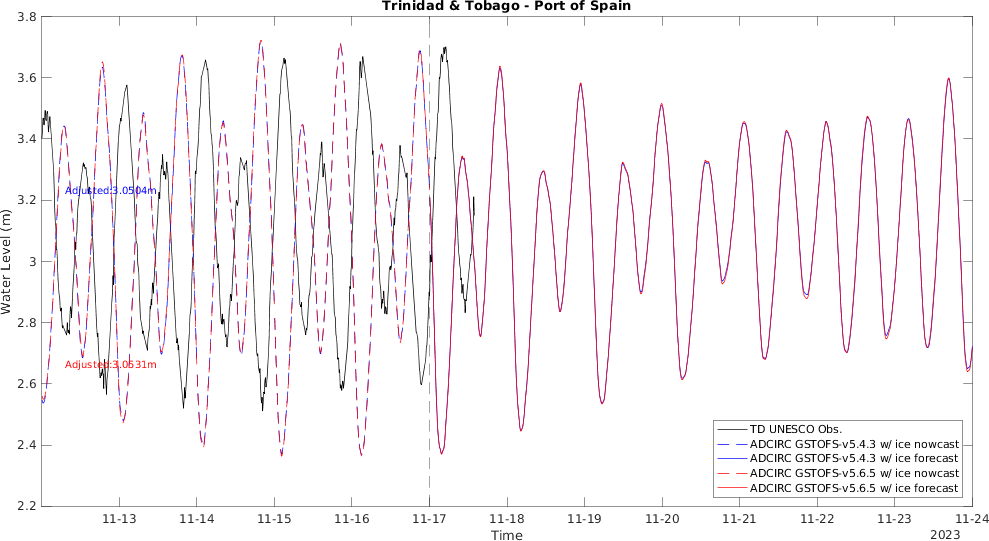 Trinidad & Tobago - Port of Spain
3.8
3.6
3.4
3.2
3
2.8
2.6
2.4
2.2
Water Level (m)
Adjusted:3.0504m
Adjusted:3.0531m
TD UNESCO Obs.
ADCIRC GSTOFS-v5.4.3 w/ ice nowcast
ADCIRC GSTOFS-v5.4.3 w/ ice forecast
ADCIRC GSTOFS-v5.6.5 w/ ice nowcast
ADCIRC GSTOFS-v5.6.5 w/ ice forecast
11-13 11-14 11-15 11-16 11-17 11-18 11-19 11-20 11-21 11-22 11-23 11-24
Time
2023